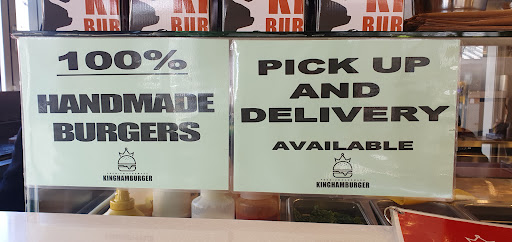 100%
HANDMADE
BURGERS
KINGHAMBURGER
PICK UP
AND
DELIVERY
AVAILABLE
KINGHAMBURGER